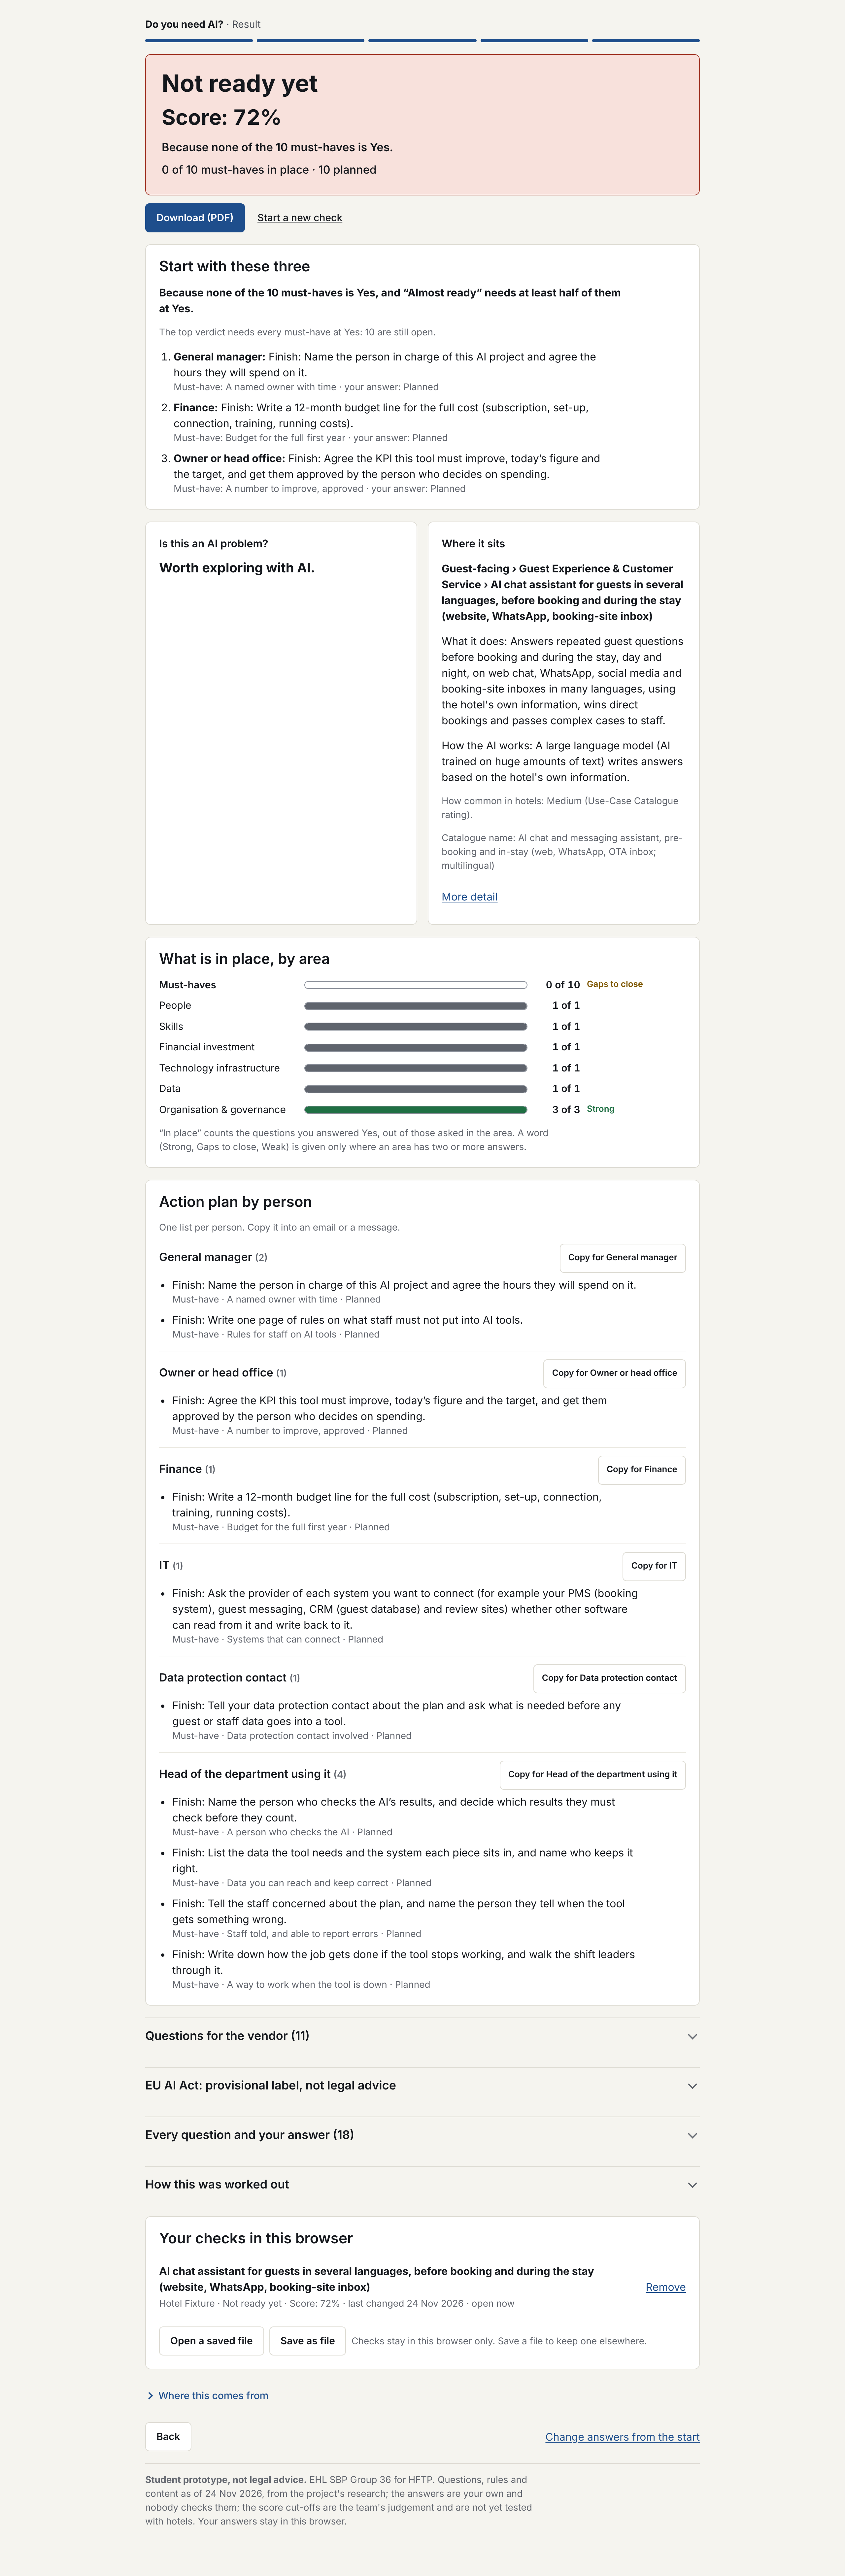 Do you need AI? · Result
Not ready yet
Score: 72%
Because none of the 10 must-haves is Yes.
0 of 10 must-haves in place · 10 planned
Download (PDF)
Start a new check
Start with these three
Because none of the 10 must-haves is Yes, and “Almost ready” needs at least half of them
at Yes.
The top verdict needs every must-have at Yes: 10 are still open.
1. General manager: Finish: Name the person in charge of this AI project and agree the
hours they will spend on it.
Must-have: A named owner with time · your answer: Planned
2. Finance: Finish: Write a 12-month budget line for the full cost (subscription, set-up,
connection, training, running costs).
Must-have: Budget for the full first year · your answer: Planned
3. Owner or head office: Finish: Agree the KPI this tool must improve, today’s figure and
the target, and get them approved by the person who decides on spending.
Must-have: A number to improve, approved · your answer: Planned
Is this an AI problem?
Worth exploring with AI.
Where it sits
Guest-facing › Guest Experience & Customer
Service › AI chat assistant for guests in several
languages, before booking and during the stay
(website, WhatsApp, booking-site inbox)
What it does: Answers repeated guest questions
before booking and during the stay, day and
night, on web chat, WhatsApp, social media and
booking-site inboxes in many languages, using
the hotel's own information, wins direct
bookings and passes complex cases to staff.
How the AI works: A large language model (AI
trained on huge amounts of text) writes answers
based on the hotel's own information.
How common in hotels: Medium (Use-Case Catalogue
rating).
Catalogue name: AI chat and messaging assistant, pre-
booking and in-stay (web, WhatsApp, OTA inbox;
multilingual)
More detail
What is in place, by area
Must-haves 0 of 10 Gaps to close
People 1 of 1
Skills 1 of 1
Financial investment 1 of 1
Technology infrastructure 1 of 1
Data 1 of 1
Organisation & governance 3 of 3 Strong
“In place” counts the questions you answered Yes, out of those asked in the area. A word
(Strong, Gaps to close, Weak) is given only where an area has two or more answers.
Action plan by person
One list per person. Copy it into an email or a message.
General manager (2)
Copy for General manager
• Finish: Name the person in charge of this AI project and agree the hours they will spend on it.
Must-have · A named owner with time · Planned
• Finish: Write one page of rules on what staff must not put into AI tools.
Must-have · Rules for staff on AI tools · Planned
Owner or head office (1)
Copy for Owner or head office
• Finish: Agree the KPI this tool must improve, today’s figure and the target, and get them
approved by the person who decides on spending.
Must-have · A number to improve, approved · Planned
Finance (1)
Copy for Finance
• Finish: Write a 12-month budget line for the full cost (subscription, set-up, connection,
training, running costs).
Must-have · Budget for the full first year · Planned
IT (1)
Copy for IT
• Finish: Ask the provider of each system you want to connect (for example your PMS (booking
system), guest messaging, CRM (guest database) and review sites) whether other software
can read from it and write back to it.
Must-have · Systems that can connect · Planned
Data protection contact (1)
Copy for Data protection contact
• Finish: Tell your data protection contact about the plan and ask what is needed before any
guest or staff data goes into a tool.
Must-have · Data protection contact involved · Planned
Head of the department using it (4)
Copy for Head of the department using it
• Finish: Name the person who checks the AI’s results, and decide which results they must
check before they count.
Must-have · A person who checks the AI · Planned
• Finish: List the data the tool needs and the system each piece sits in, and name who keeps it
right.
Must-have · Data you can reach and keep correct · Planned
• Finish: Tell the staff concerned about the plan, and name the person they tell when the tool
gets something wrong.
Must-have · Staff told, and able to report errors · Planned
• Finish: Write down how the job gets done if the tool stops working, and walk the shift leaders
through it.
Must-have · A way to work when the tool is down · Planned
Questions for the vendor (11)
EU AI Act: provisional label, not legal advice
Every question and your answer (18)
How this was worked out
Your checks in this browser
AI chat assistant for guests in several languages, before booking and during the stay
(website, WhatsApp, booking-site inbox)
Remove
Hotel Fixture · Not ready yet · Score: 72% · last changed 24 Nov 2026 · open now
Open a saved file
Save as file
Checks stay in this browser only. Save a file to keep one elsewhere.
Where this comes from
Back
Change answers from the start
Student prototype, not legal advice. EHL SBP Group 36 for HFTP. Questions, rules and
content as of 24 Nov 2026, from the project's research; the answers are your own and
nobody checks them; the score cut-offs are the team's judgement and are not yet tested
with hotels. Your answers stay in this browser.